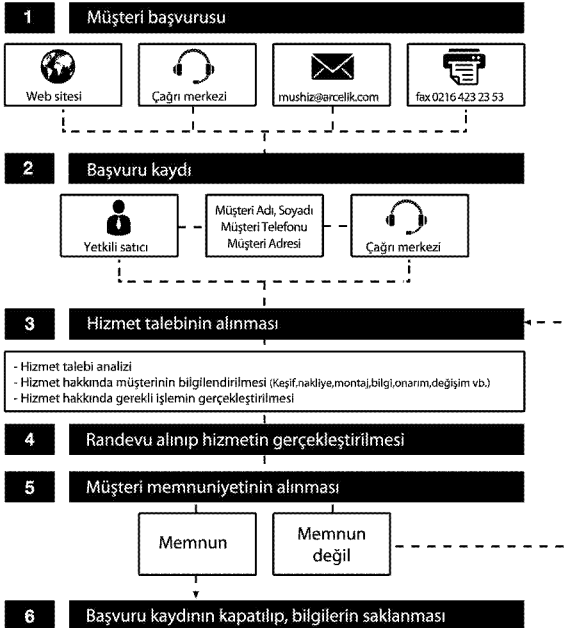 1 Müşteri başvurusu
Web sitesi
Çağrı merkezi
mushiz@arcelik.com
fax 0216 423 23 53
2 Başvuru kaydı
Yetkili satıcı
Müşteri Adı, Soyadı
Müşteri Telefonu
Müşteri Adresi
Çağrı merkezi
3 Hizmet talebinin alınması
- Hizmet talebi analizi
- Hizmet hakkında müşterinin bilgilendirilmesi (Keşif,nakliye,montaj,bilgi,onarım,değişim vb.)
- Hizmet hakkında gerekli işlemin gerçekleştirilmesi
4 Randevu alınıp hizmetin gerçekleştirilmesi
5 Müşteri memnuniyetinin alınması
Memnun
Memnun
değil
6 Başvuru kaydının kapatılıp, bilgilerin saklanması